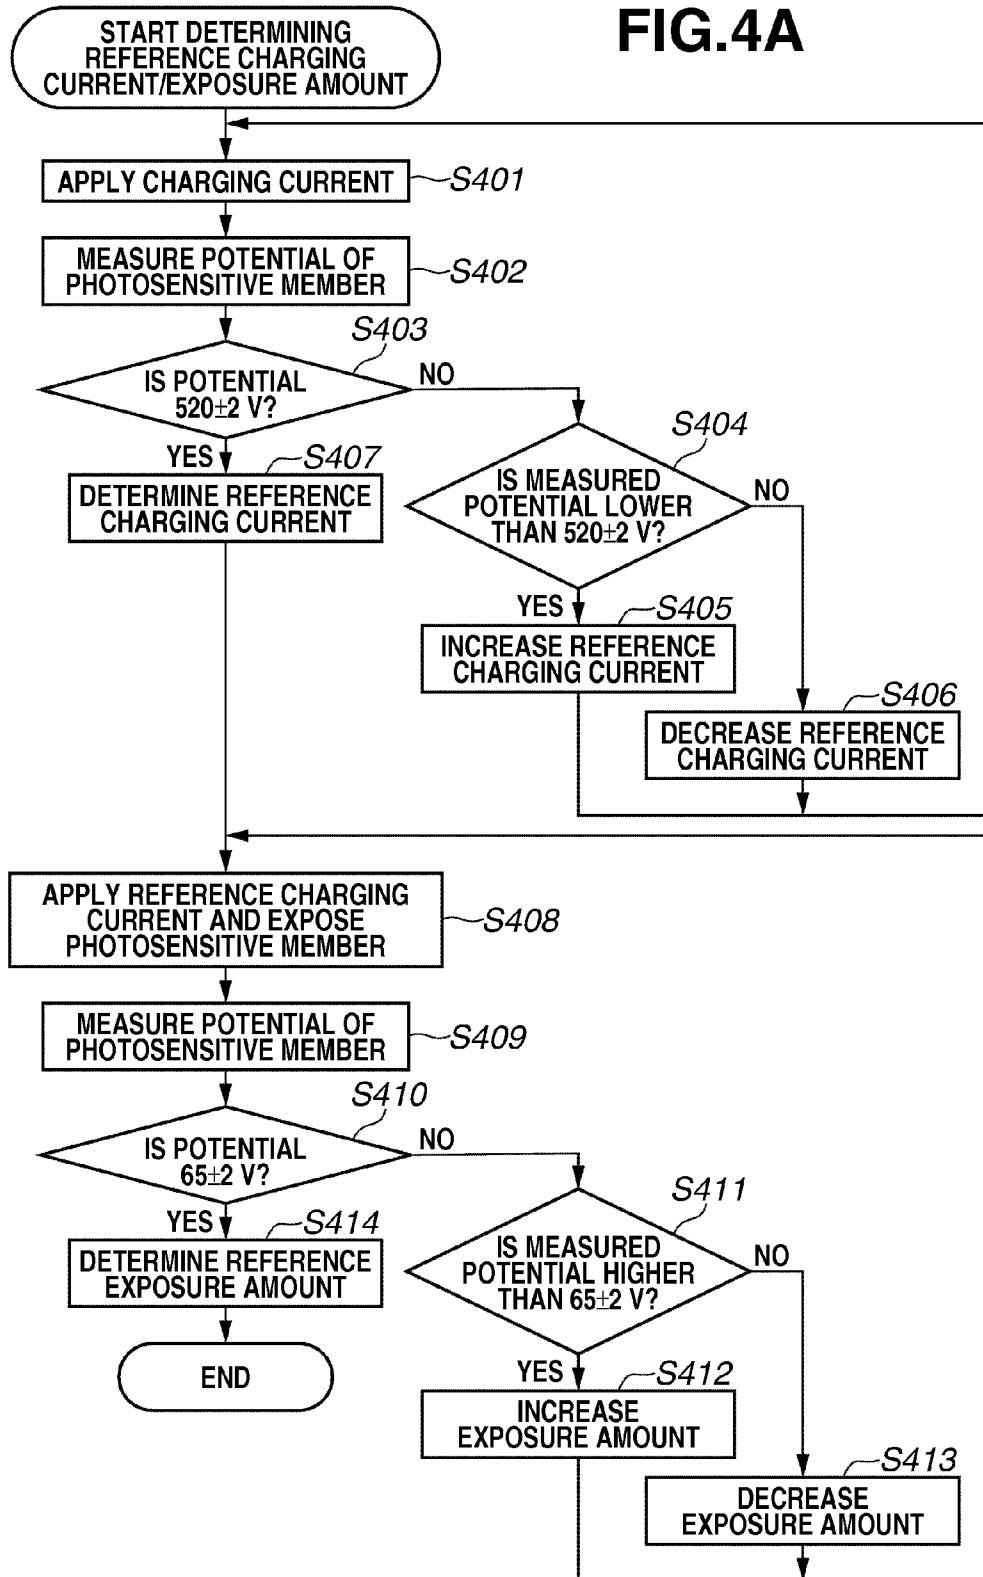 FIG.4A
START DETERMINING
REFERENCE CHARGING
CURRENT/EXPOSURE AMOUNT
APPLY CHARGING CURRENT
S401
MEASURE POTENTIAL OF
PHOTOSENSITIVE MEMBER
S402
S403
IS POTENTIAL
520±2 V?
NO
YES
S404
IS MEASURED
POTENTIAL LOWER
THAN 520±2 V?
NO
YES
S407
DETERMINE REFERENCE
CHARGING CURRENT
S405
INCREASE REFERENCE
CHARGING CURRENT
S406
DECREASE REFERENCE
CHARGING CURRENT
APPLY REFERENCE CHARGING
CURRENT AND EXPOSE
PHOTOSENSITIVE MEMBER
S408
MEASURE POTENTIAL OF
PHOTOSENSITIVE MEMBER
S409
S410
IS POTENTIAL
65±2 V?
NO
YES
S411
IS MEASURED
POTENTIAL HIGHER
THAN 65±2 V?
NO
YES
S414
DETERMINE REFERENCE
EXPOSURE AMOUNT
END
S412
INCREASE
EXPOSURE AMOUNT
S413
DECREASE
EXPOSURE AMOUNT